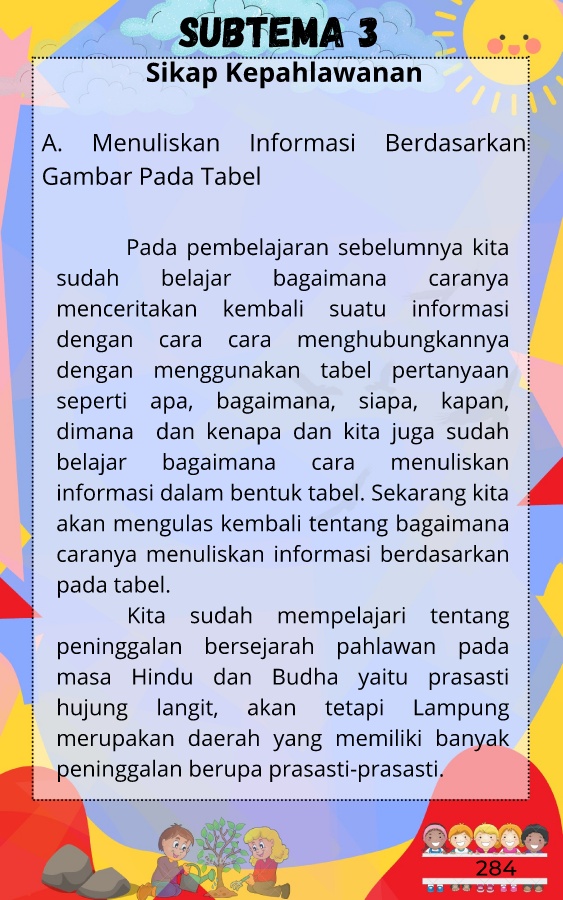 SUBTEMA 3
Sikap Kepahlawanan
A. Menuliskan Informasi Berdasarkan
Gambar Pada Tabel
Pada pembelajaran sebelumnya kita
sudah belajar bagaimana caranya
menceritakan kembali suatu informasi
dengan cara cara menghubungkannya
dengan menggunakan tabel pertanyaan
seperti apa, bagaimana, siapa, kapan,
dimana dan kenapa dan kita juga sudah
belajar bagaimana cara menuliskan
informasi dalam bentuk tabel. Sekarang kita
akan mengulas kembali tentang bagaimana
caranya menuliskan informasi berdasarkan
pada tabel.
Kita sudah mempelajari tentang
peninggalan bersejarah pahlawan pada
masa Hindu dan Budha yaitu prasasti
hujung langit, akan tetapi Lampung
merupakan daerah yang memiliki banyak
peninggalan berupa prasasti-prasasti.
284